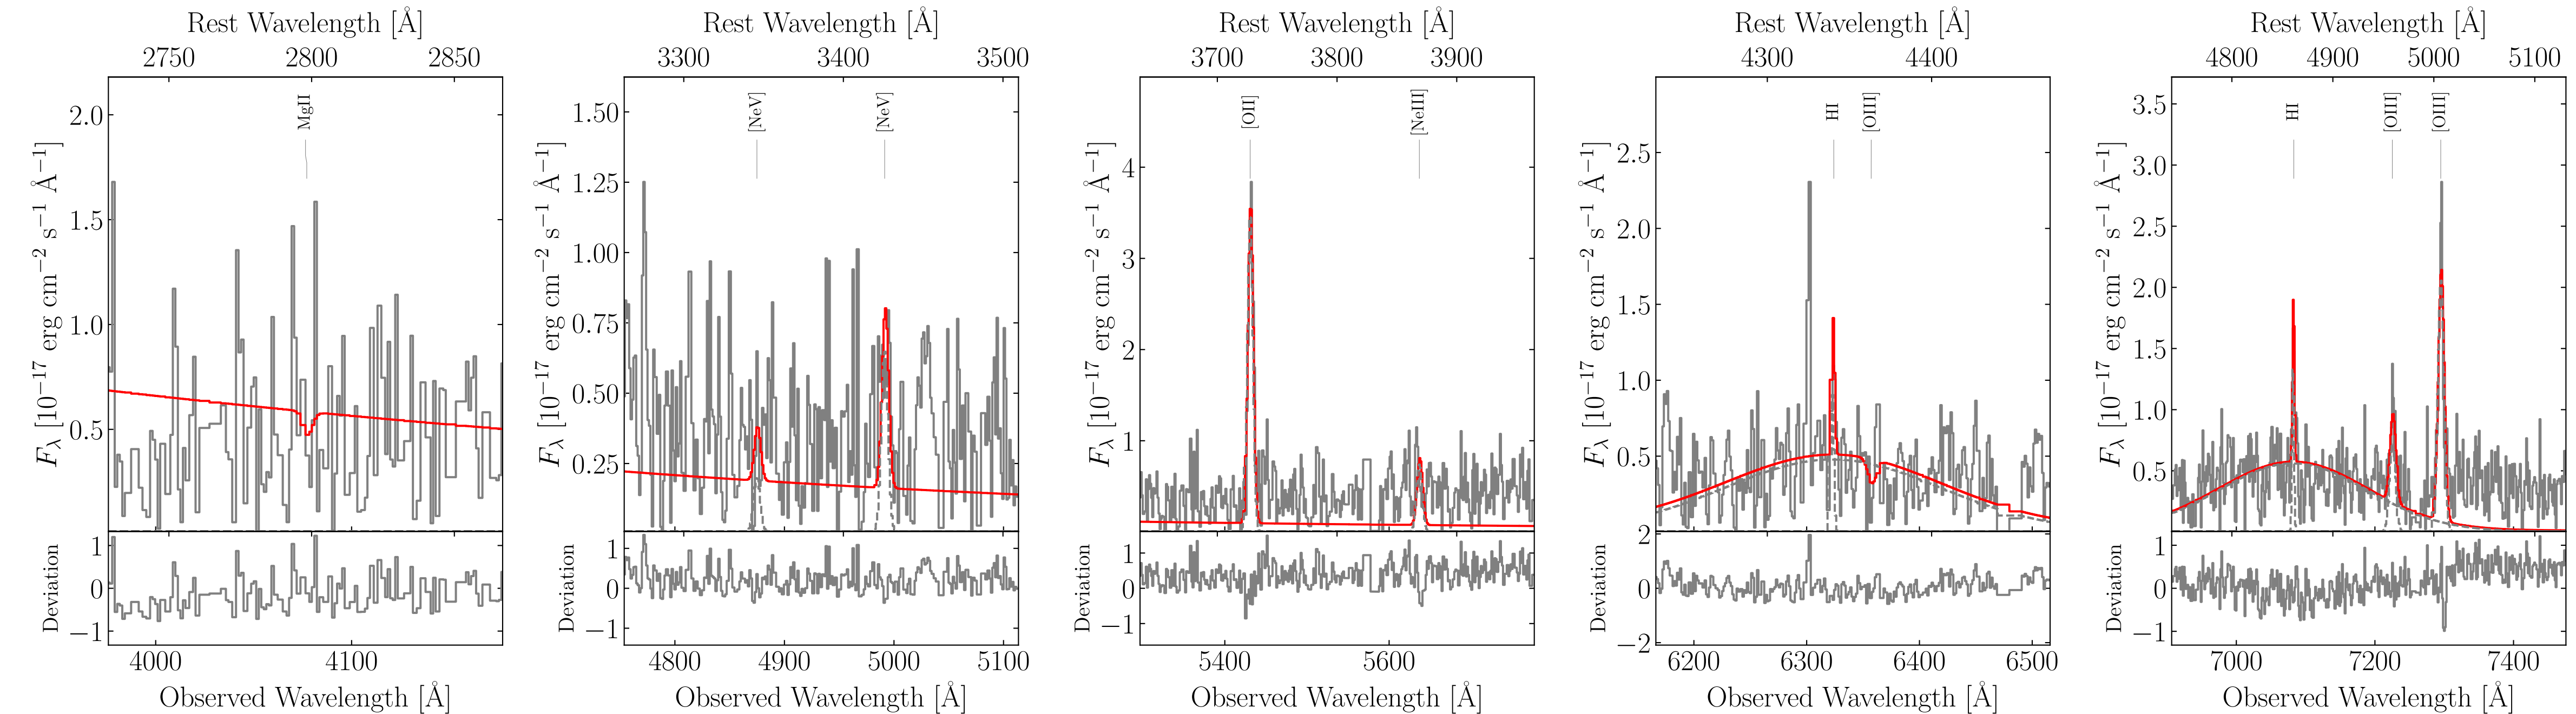 Rest Wavelength [Å]
2750 2800 2850
MgII
2.0
1.5
1.0
0.5
F_λ [10^−17 erg cm^−2 s^−1 Å^−1]
1
0
−1
Deviation
4000 4100
Observed Wavelength [Å]
Rest Wavelength [Å]
3300 3400 3500
[NeV] [NeV]
1.50
1.25
1.00
0.75
0.50
0.25
F_λ [10^−17 erg cm^−2 s^−1 Å^−1]
1
0
−1
Deviation
4800 4900 5000 5100
Observed Wavelength [Å]
Rest Wavelength [Å]
3700 3800 3900
[OII] [NeIII]
4
3
2
1
F_λ [10^−17 erg cm^−2 s^−1 Å^−1]
1
0
−1
Deviation
5400 5600
Observed Wavelength [Å]
Rest Wavelength [Å]
4300 4400
HI [OIII]
2.5
2.0
1.5
1.0
0.5
F_λ [10^−17 erg cm^−2 s^−1 Å^−1]
2
0
−2
Deviation
6200 6300 6400 6500
Observed Wavelength [Å]
Rest Wavelength [Å]
4800 4900 5000 5100
HI [OIII] [OIII]
3.5
3.0
2.5
2.0
1.5
1.0
0.5
F_λ [10^−17 erg cm^−2 s^−1 Å^−1]
1
0
−1
Deviation
7000 7200 7400
Observed Wavelength [Å]